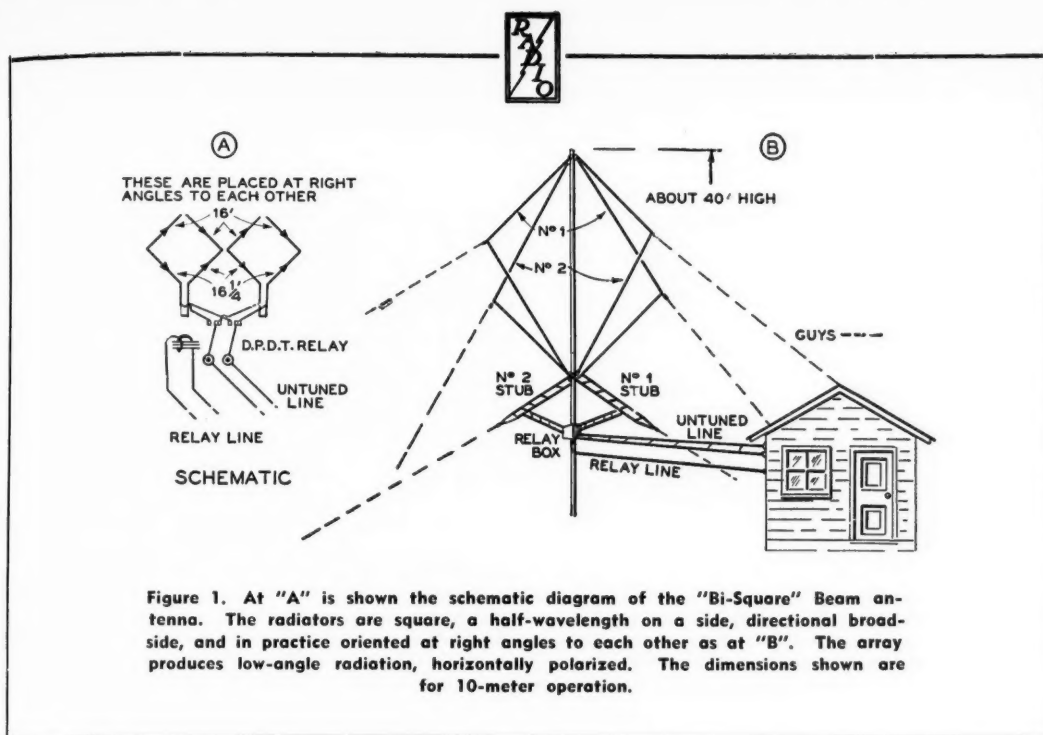 RADIO
A
THESE ARE PLACED AT RIGHT
ANGLES TO EACH OTHER
16'
16 1/4'
D.P.D.T. RELAY
UNTUNED
LINE
RELAY LINE
SCHEMATIC
B
ABOUT 40' HIGH
Nº 1
Nº 2
GUYS ----
Nº 2
STUB
Nº 1
STUB
UNTUNED
LINE
RELAY
BOX
RELAY LINE
Figure 1. At "A" is shown the schematic diagram of the "Bi-Square" Beam an-
tenna. The radiators are square, a half-wavelength on a side, directional broad-
side, and in practice oriented at right angles to each other as at "B". The array
produces low-angle radiation, horizontally polarized. The dimensions shown are
for 10-meter operation.